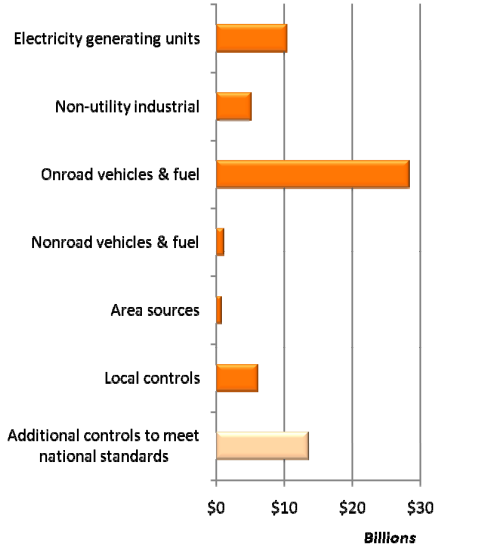 Electricity generating units
Non-utility industrial
Onroad vehicles & fuel
Nonroad vehicles & fuel
Area sources
Local controls
Additional controls to meet
national standards
$0 $10 $20 $30
Billions